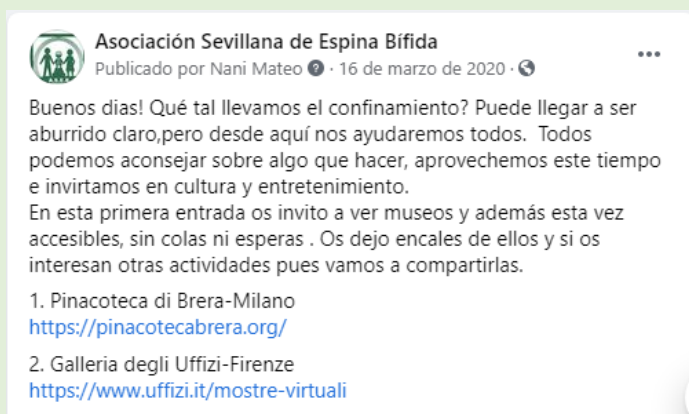 Asociación Sevillana de Espina Bífida
Publicado por Nani Mateo · 16 de marzo de 2020 ·
Buenos dias! Qué tal llevamos el confinamiento? Puede llegar a ser
aburrido claro,pero desde aquí nos ayudaremos todos.  Todos
podemos aconsejar sobre algo que hacer, aprovechemos este tiempo
e invirtamos en cultura y entretenimiento.
En esta primera entrada os invito a ver museos y además esta vez
accesibles, sin colas ni esperas . Os dejo encales de ellos y si os
interesan otras actividades pues vamos a compartirlas.
1. Pinacoteca di Brera-Milano
https://pinacotecabrera.org/
2. Galleria degli Uffizi-Firenze
https://www.uffizi.it/mostre-virtuali